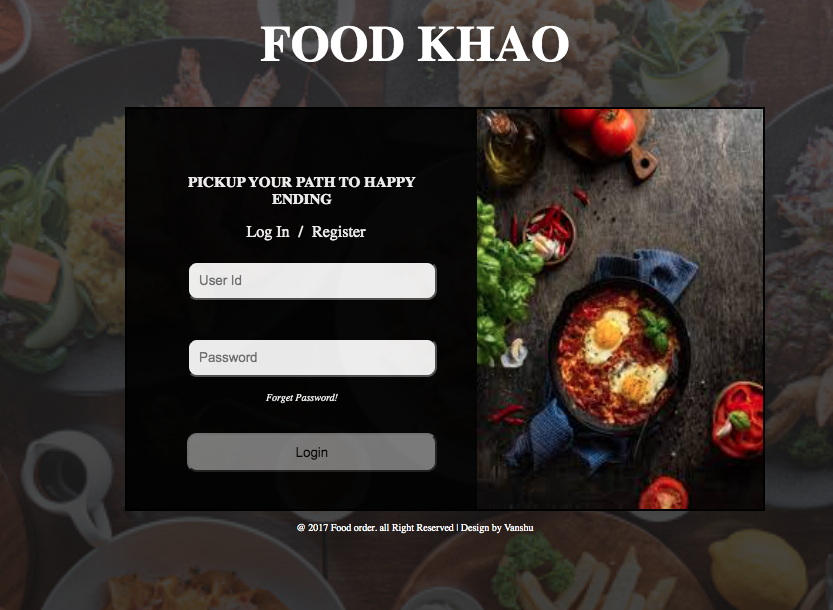 FOOD KHAO
PICKUP YOUR PATH TO HAPPY
ENDING
Log In / Register
User Id
Password
Forget Password!
Login
@ 2017 Food order. all Right Reserved | Design by Vanshu